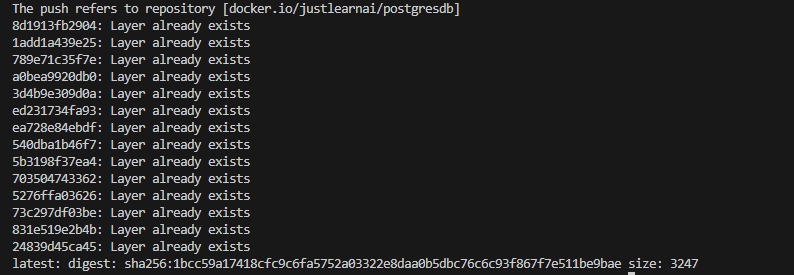 The push refers to repository [docker.io/justlearnai/postgresdb]
8d1913fb2904: Layer already exists
1add1a439e25: Layer already exists
789e71c35f7e: Layer already exists
a0bea9920db0: Layer already exists
3d4b9e309d0a: Layer already exists
ed231734fa93: Layer already exists
ea728e84ebdf: Layer already exists
540dba1b46f7: Layer already exists
5b3198f37ea4: Layer already exists
703504743362: Layer already exists
5276ffa03626: Layer already exists
73c297df03be: Layer already exists
831e519e2b4b: Layer already exists
24839d45ca45: Layer already exists
latest: digest: sha256:1bcc59a17418cfc9c6fa5752a03322e8daa0b5dbc76c6c93f867f7e511be9bae size: 3247